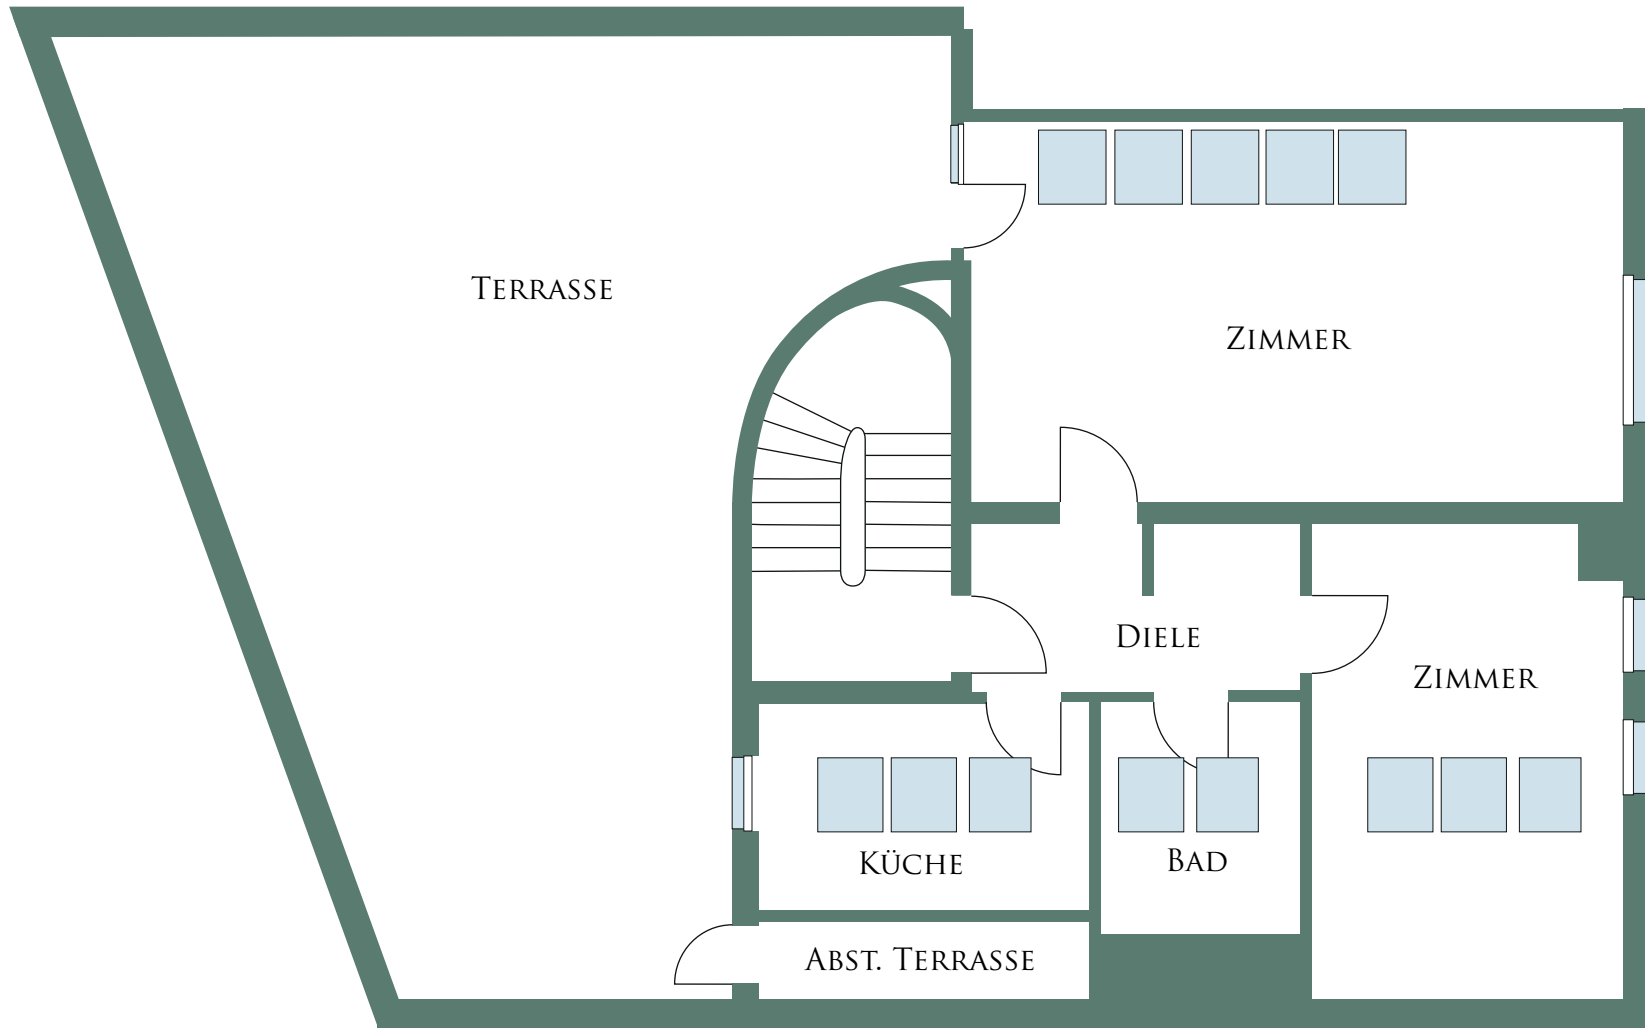 Terrasse
Zimmer
Diele
Zimmer
Küche
Bad
Abst. Terrasse